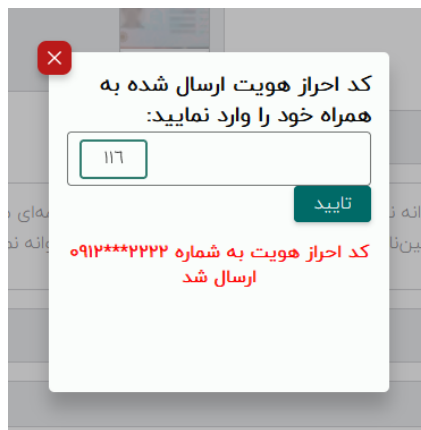 کد احراز هویت ارسال شده به
همراه خود را وارد نمایید:
۱۱۶
تایید
کد احراز هویت به شماره ۲۲۲۲***۰۹۱۲
ارسال شد